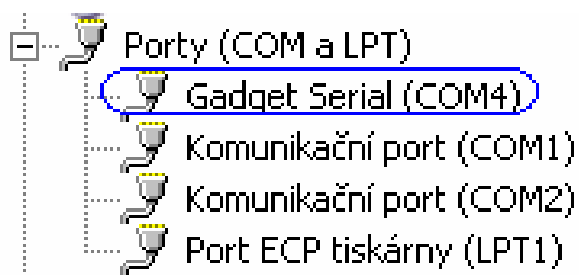 Porty (COM a LPT)
Gadget Serial (COM4)
Komunikační port (COM1)
Komunikační port (COM2)
Port ECP tiskárny (LPT1)